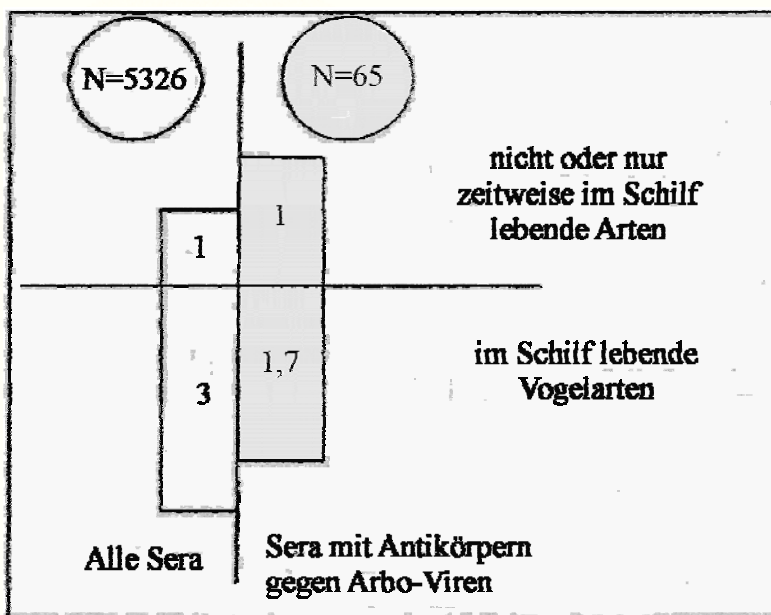 N=5326
N=65
nicht oder nur
zeitweise im Schilf
lebende Arten
1
1
im Schilf lebende
Vogelarten
3
1,7
Alle Sera
Sera mit Antikörpern
gegen Arbo-Viren